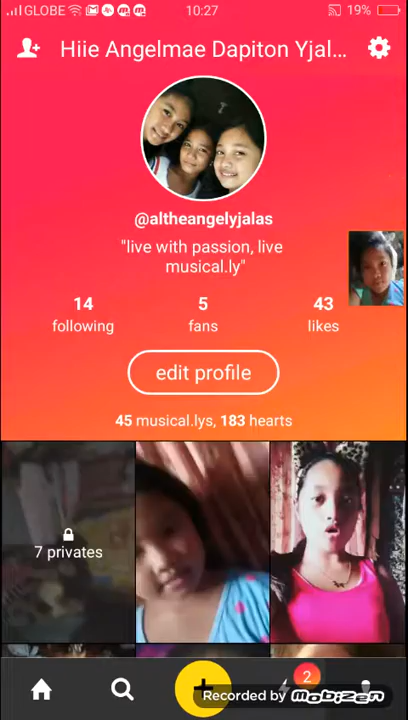 GLOBE 10:27 19%
Hiie Angelmae Dapiton Yjal...
@altheangelyjalas
"live with passion, live
musical.ly"
14 5 43
following fans likes
edit profile
45 musical.lys, 183 hearts
7 privates
2
Recorded by mobizen